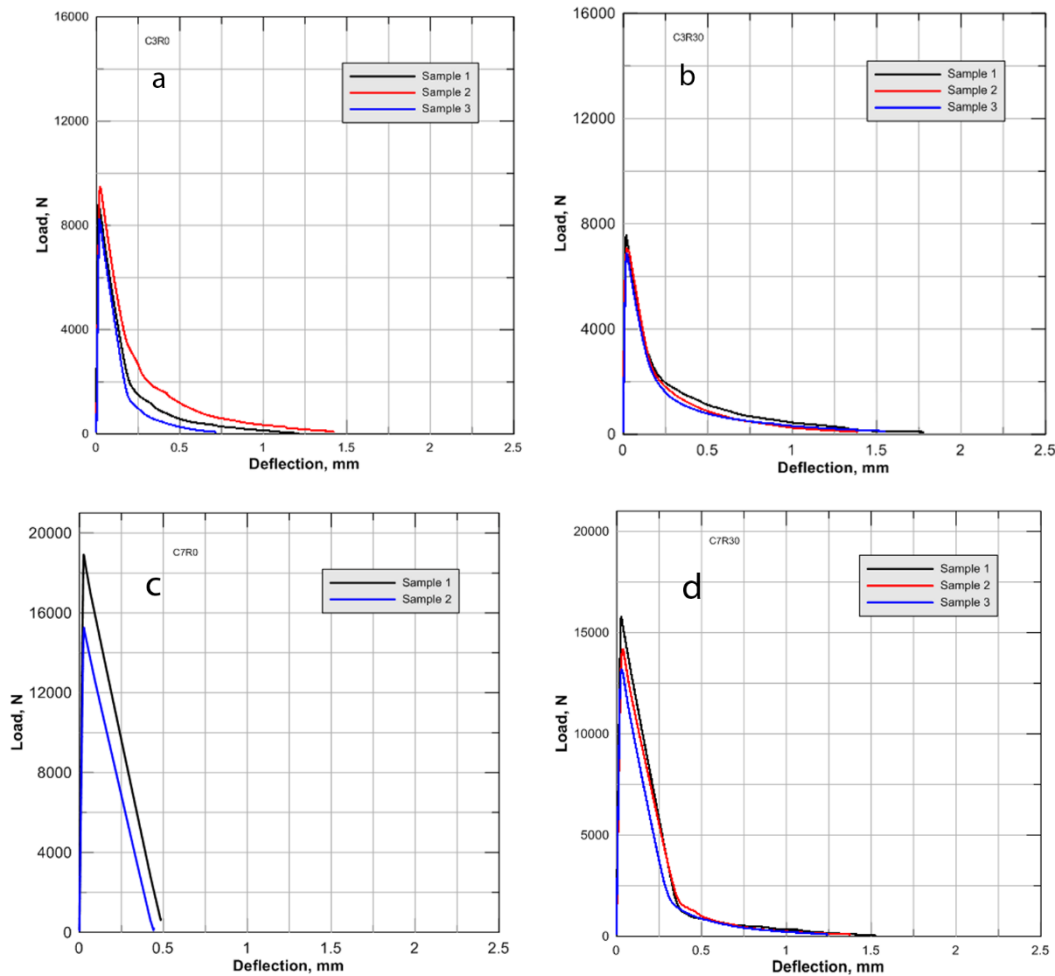 16000
C3R0
a
Sample 1
Sample 2
Sample 3
12000
Load, N
8000
4000
0
0 0.5 1 1.5 2 2.5
Deflection, mm
16000
C3R30
b
Sample 1
Sample 2
Sample 3
12000
Load, N
8000
4000
0
0 0.5 1 1.5 2 2.5
Deflection, mm
20000
C7R0
c
Sample 1
Sample 2
16000
12000
Load, N
8000
4000
0
0 0.5 1 1.5 2 2.5
Deflection, mm
20000
C7R30
d
Sample 1
Sample 2
Sample 3
15000
Load, N
10000
5000
0
0 0.5 1 1.5 2 2.5
Deflection, mm